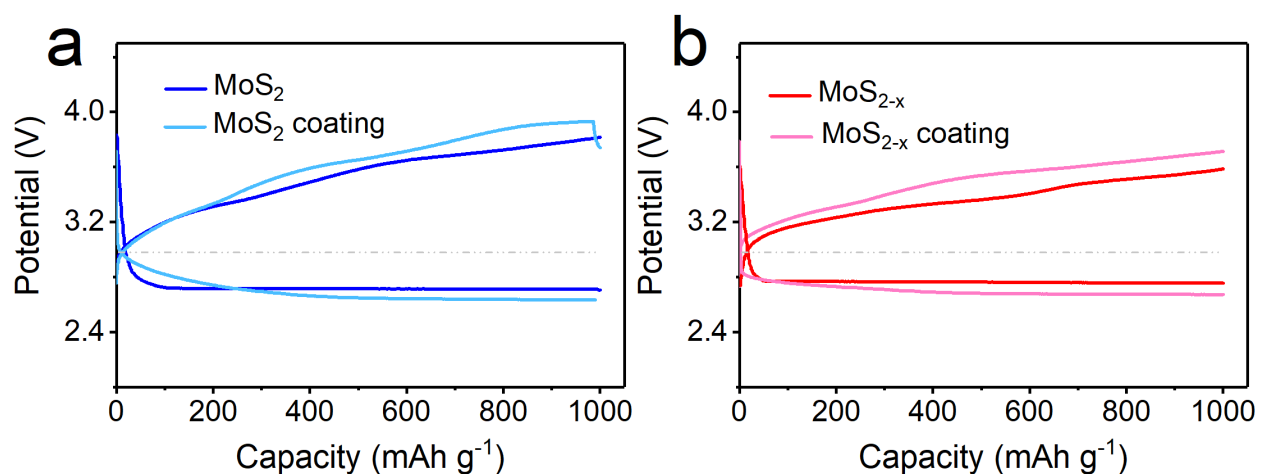 a
MoS2
MoS2 coating
4.0
3.2
2.4
Potential (V)
0 200 400 600 800 1000
Capacity (mAh g-1)
b
MoS2-x
MoS2-x coating
4.0
3.2
2.4
Potential (V)
0 200 400 600 800 1000
Capacity (mAh g-1)